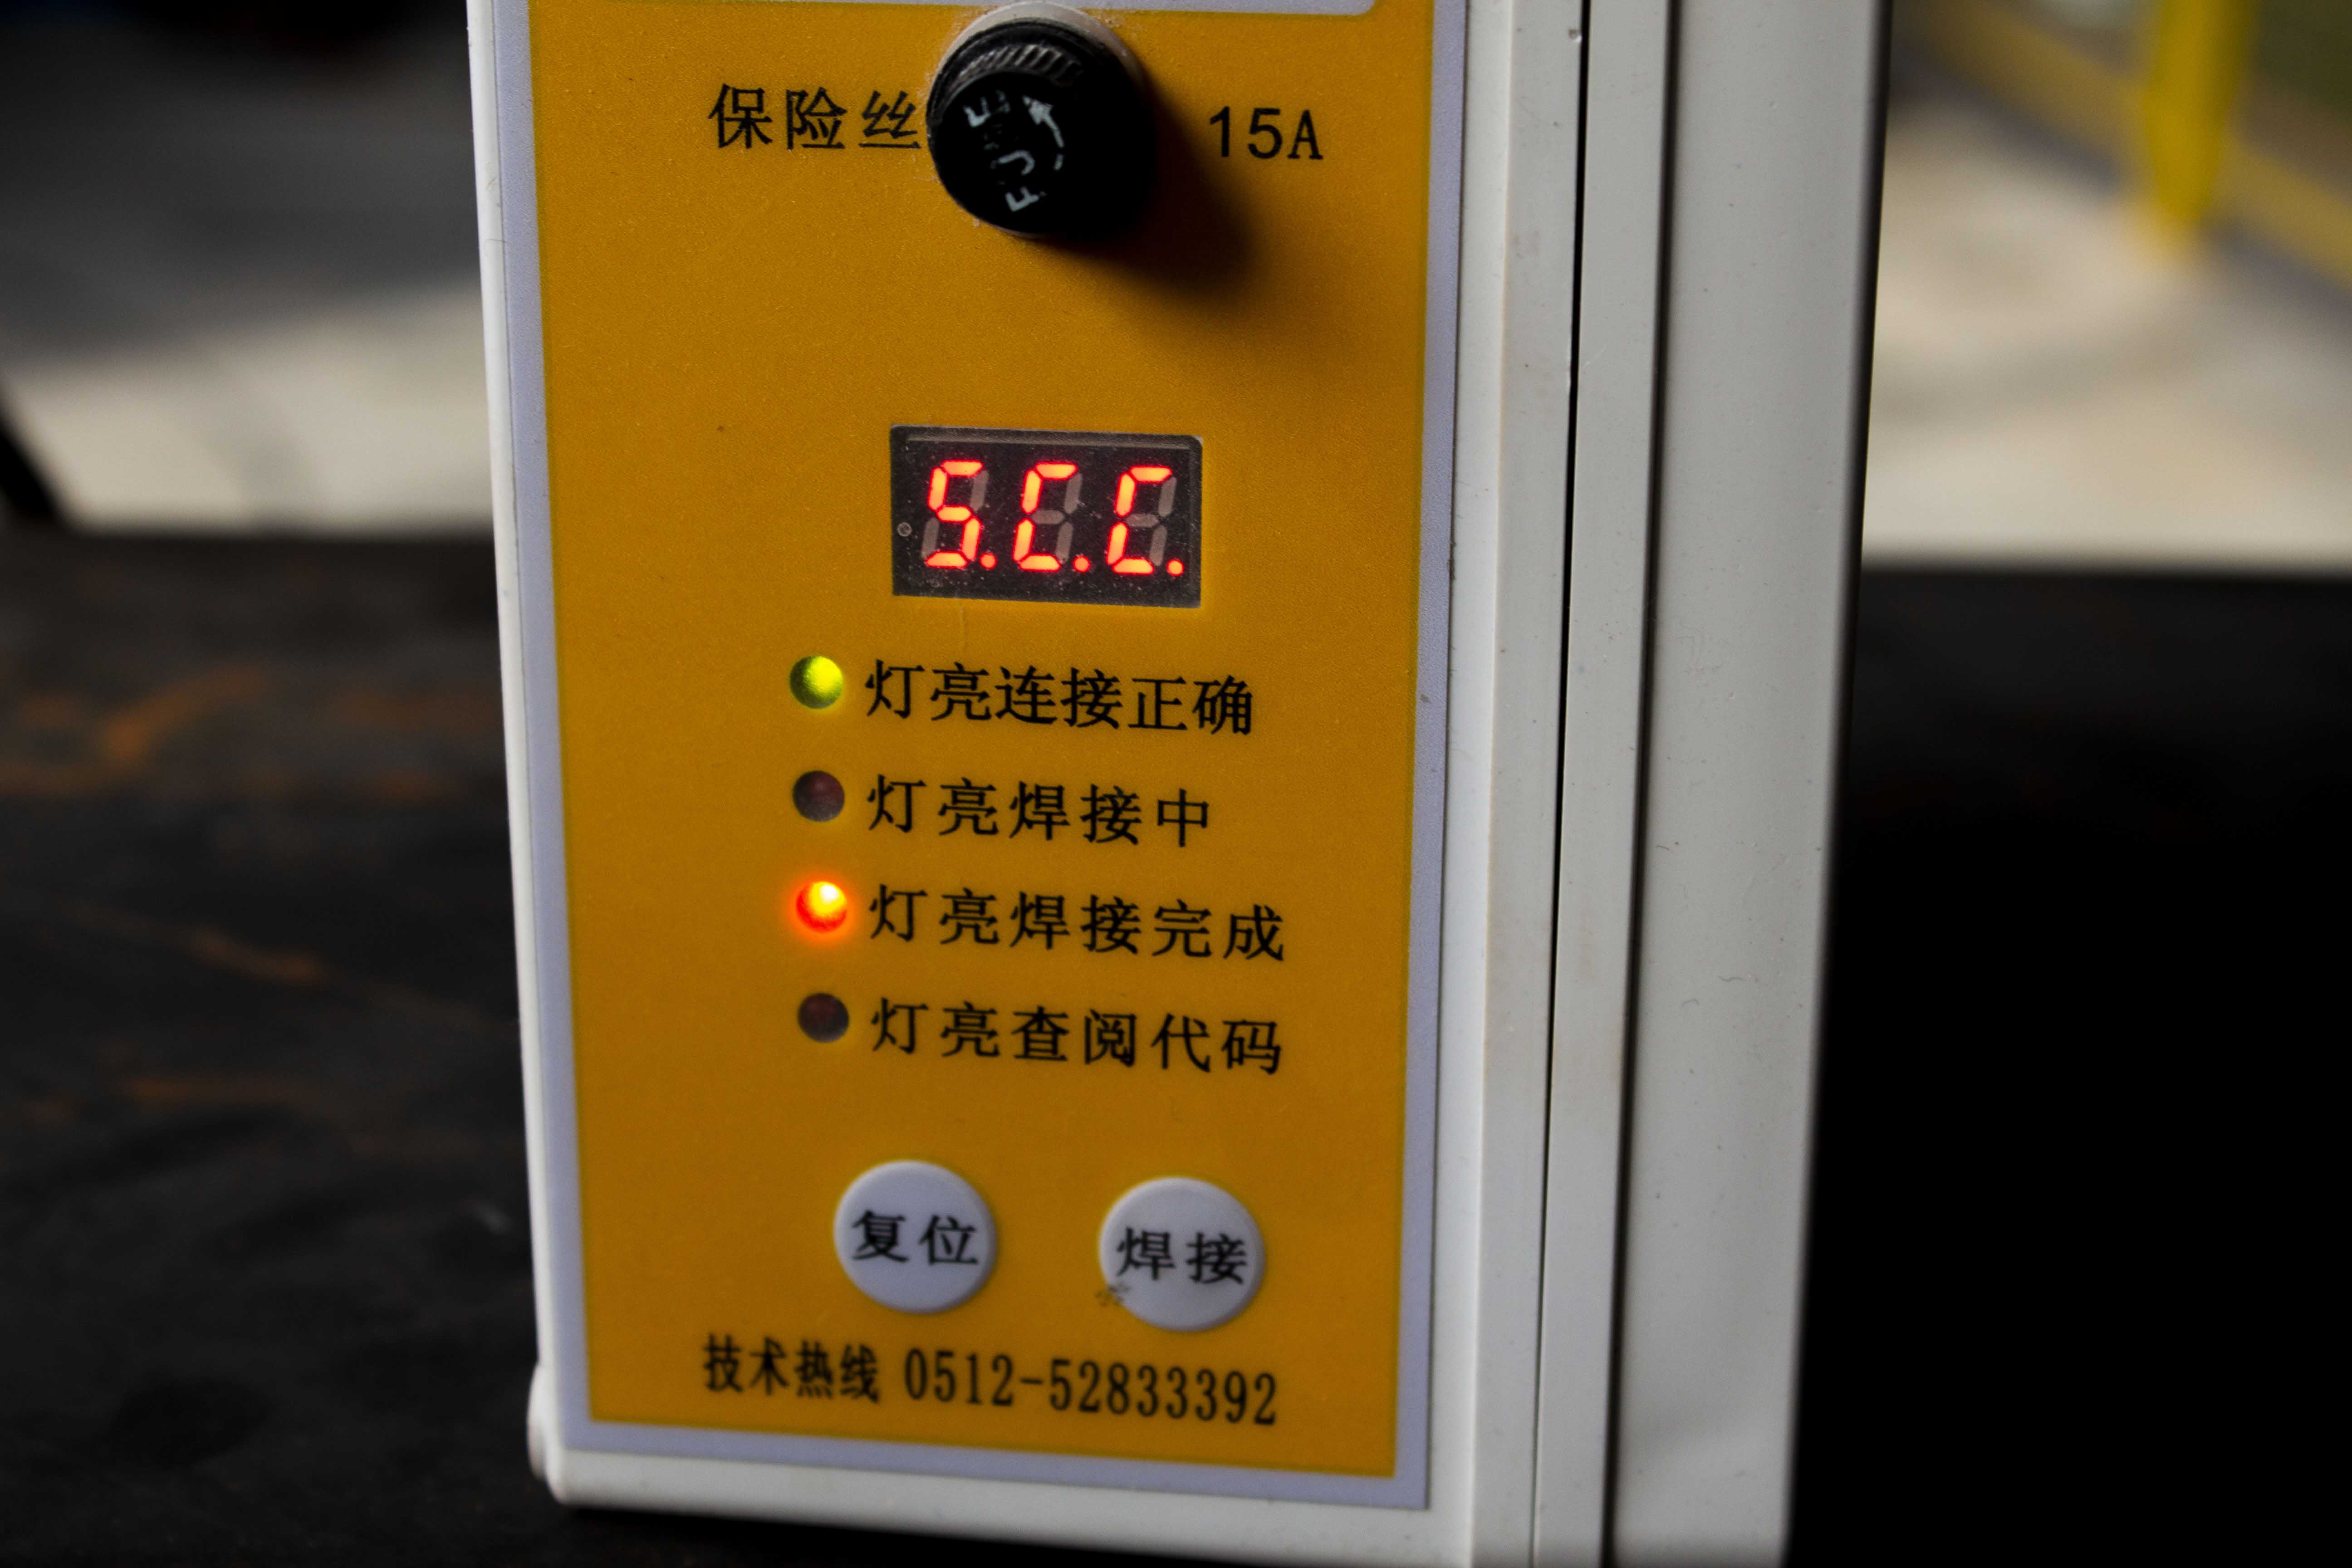 保险丝 FUSE 15A
S.C.C.
灯亮连接正确
灯亮焊接中
灯亮焊接完成
灯亮查阅代码
复位 焊接
技术热线 0512-52833392